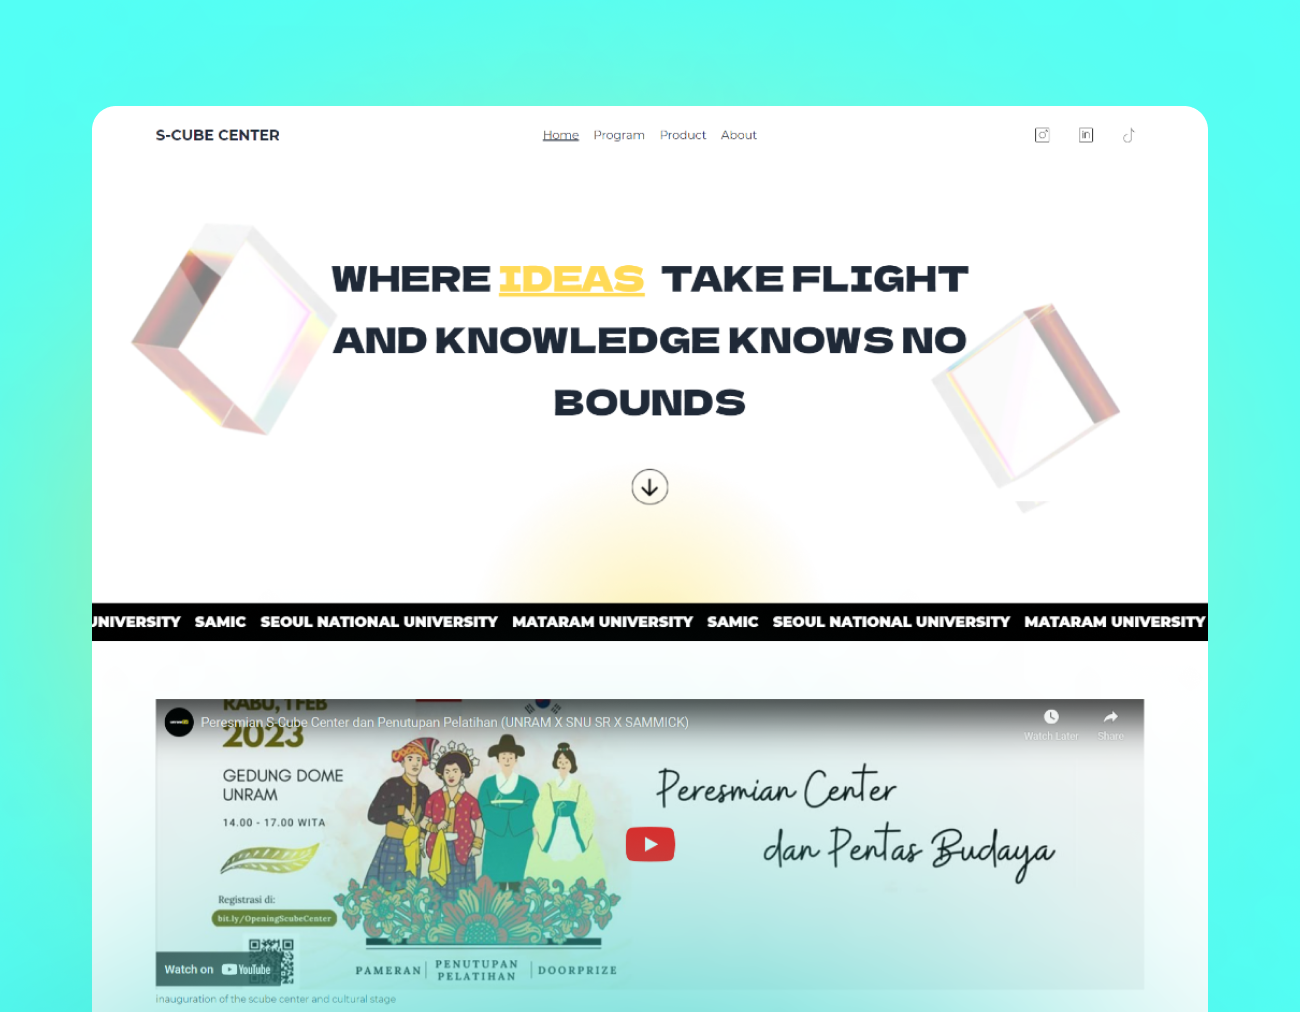 S-CUBE CENTER
Home Program Product About
WHERE IDEAS TAKE FLIGHT
AND KNOWLEDGE KNOWS NO
BOUNDS
UNIVERSITY SAMIC SEOUL NATIONAL UNIVERSITY MATARAM UNIVERSITY SAMIC SEOUL NATIONAL UNIVERSITY MATARAM UNIVERSITY
RABU, 1 FEB
Peresmian S-Cube Center dan Penutupan Pelatihan (UNRAM X SNU SR X SAMMICK)
Watch Later Share
2023
GEDUNG DOME
UNRAM
14.00 - 17.00 WITA
Peresmian Center
dan Pentas Budaya
Registrasi di:
bit.ly/OpeningScubeCenter
Watch on YouTube
PAMERAN | PENUTUPAN PELATIHAN | DOORPRIZE
inauguration of the scube center and cultural stage